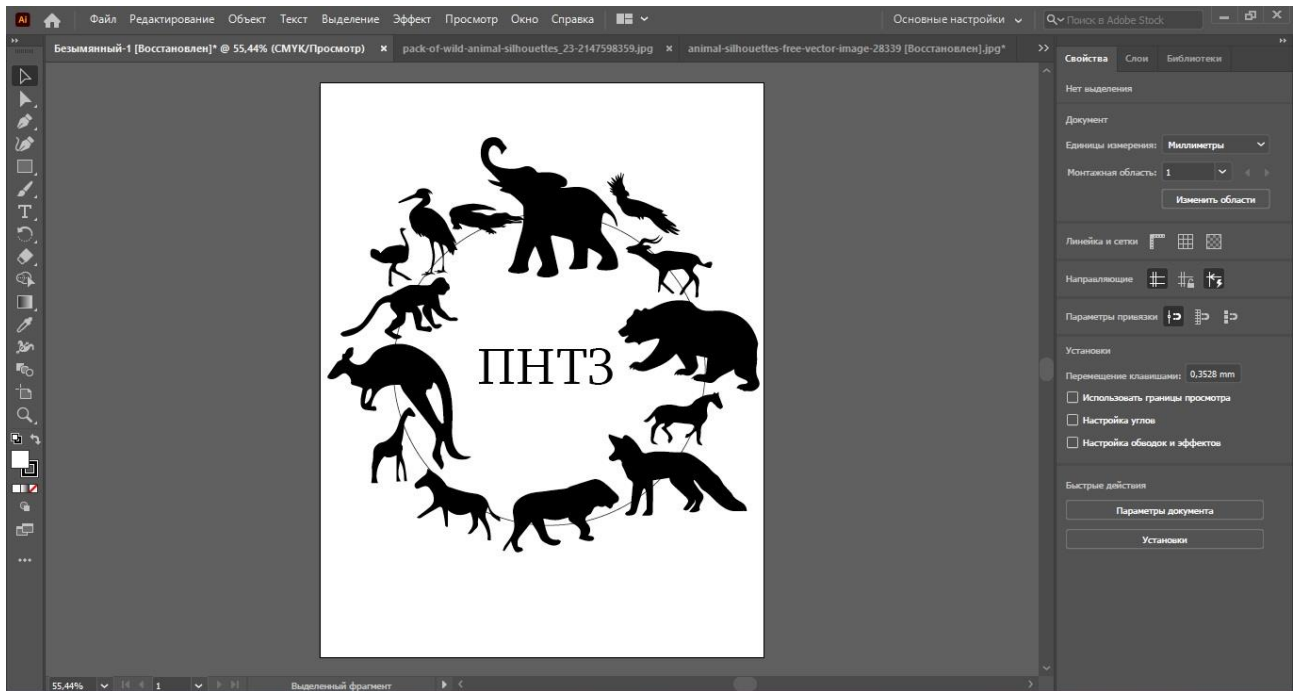 Ai Файл Редактирование Объект Текст Выделение Эффект Просмотр Окно Справка Основные настройки Поиск в Adobe Stock
Безымянный-1 [Восстановлен]* @ 55,44% (CMYK/Просмотр) × pack-of-wild-animal-silhouettes_23-2147598359.jpg × animal-silhouettes-free-vector-image-28339 [Восстановлен].jpg*
Свойства Слои Библиотеки
Нет выделения
Документ
Единицы измерения: Миллиметры
Монтажная область: 1
Изменить области
Линейка и сетки
Направляющие
Параметры привязки
Установки
Перемещение клавишами: 0,3528 mm
Использовать границы просмотра
Настройка углов
Настройка обводок и эффектов
Быстрые действия
Параметры документа
Установки
ПНТЗ
55,44% 1 Выделенный фрагмент